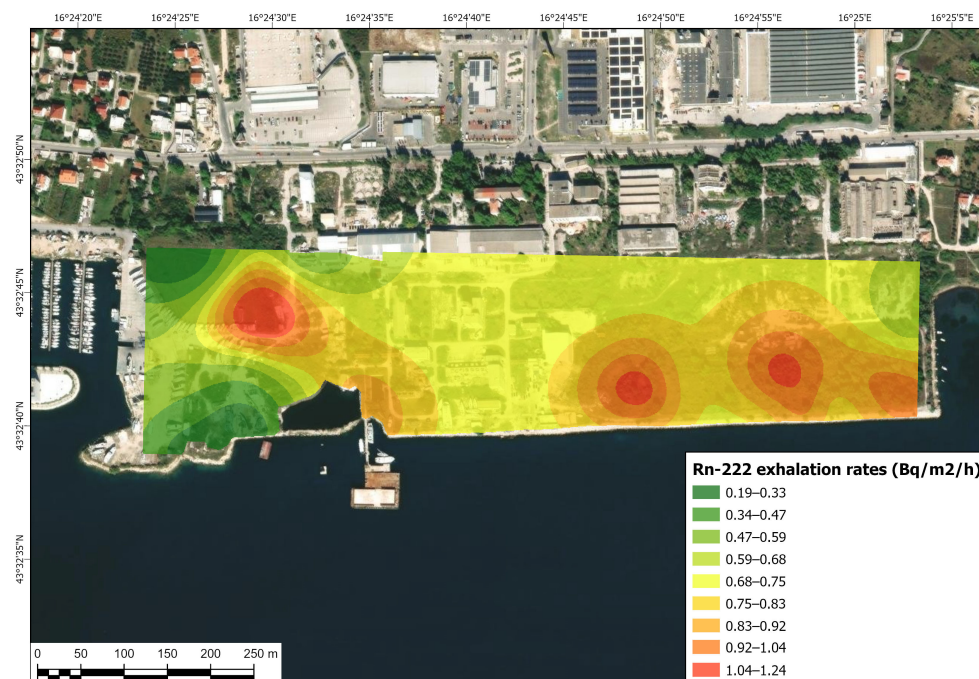 16°24'20"E 16°24'25"E 16°24'30"E 16°24'35"E 16°24'40"E 16°24'45"E 16°24'50"E 16°24'55"E 16°25'E 16°25'5"E
43°32'50"N
43°32'45"N
43°32'40"N
43°32'35"N
Rn-222 exhalation rates (Bq/m2/h)
0.19–0.33
0.34–0.47
0.47–0.59
0.59–0.68
0.68–0.75
0.75–0.83
0.83–0.92
0.92–1.04
1.04–1.24
0 50 100 150 200 250 m